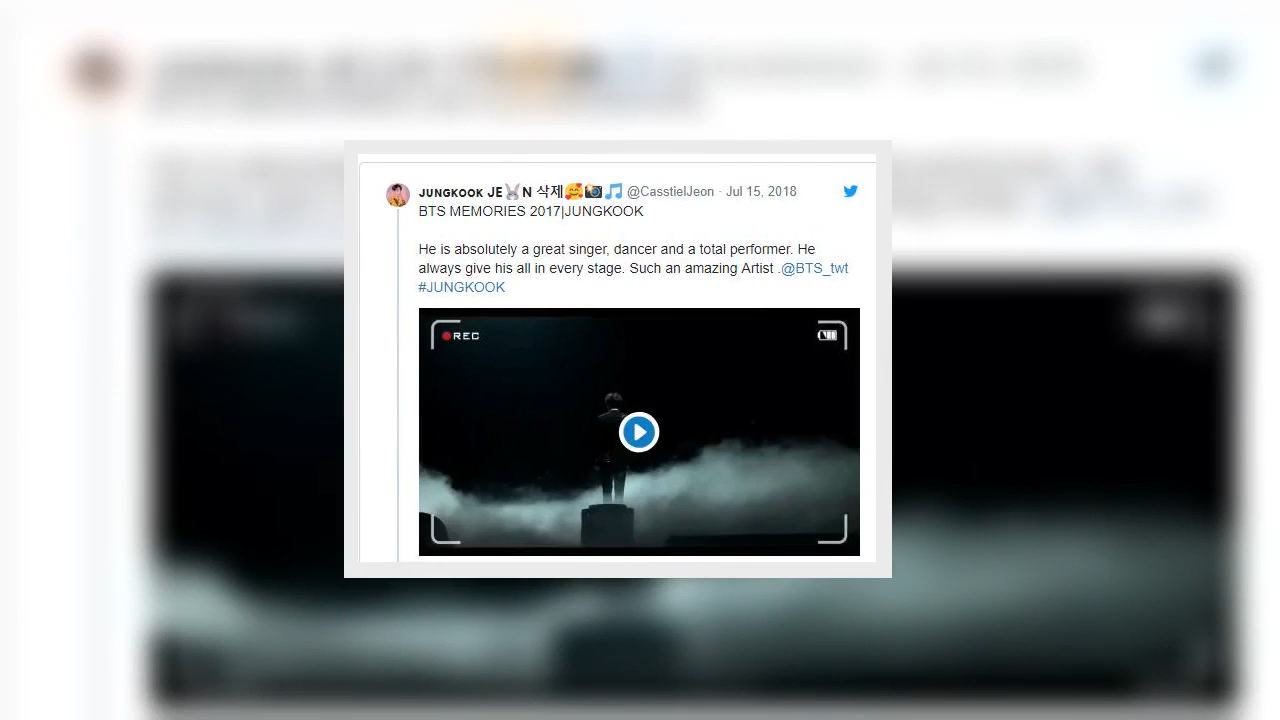 JUNGKOOK JE🐰N 삭제🥰📸🎵 @CasstielJeon · Jul 15, 2018
BTS MEMORIES 2017|JUNGKOOK
He is absolutely a great singer, dancer and a total performer. He
always give his all in every stage. Such an amazing Artist .@BTS_twt
#JUNGKOOK
REC